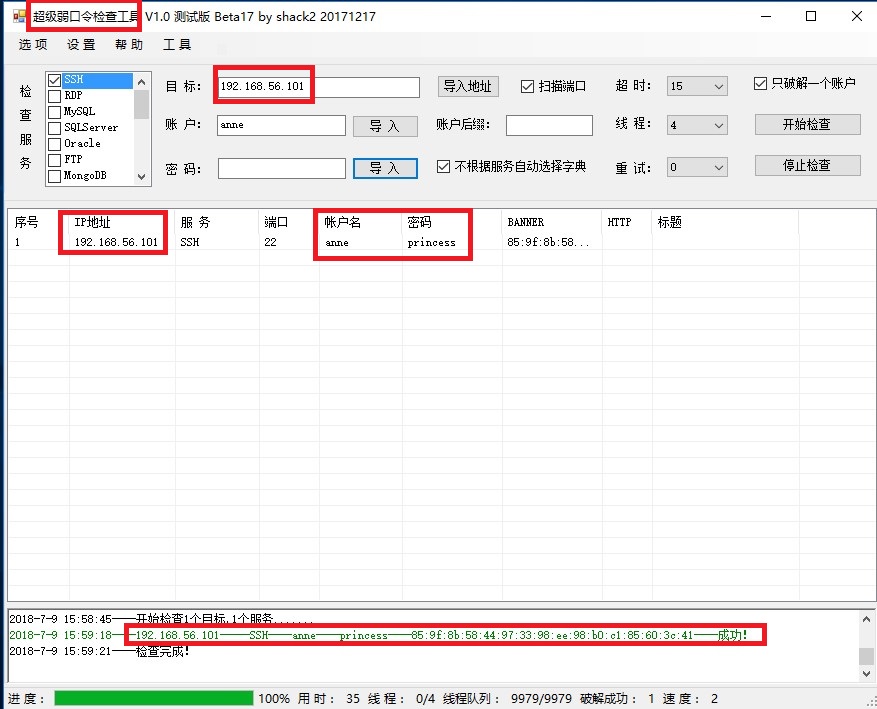 超级弱口令检查工具 V1.0 测试版 Beta17 by shack2 20171217
选项 设置 帮助 工具
检查服务
SSH
RDP
MySQL
SQLServer
Oracle
FTP
MongoDB
目 标: 192.168.56.101 导入地址 扫描端口 超 时: 15 只破解一个账户
账 户: anne 导 入 账户后缀: 线 程: 4 开始检查
密 码: 导 入 不根据服务自动选择字典 重 试: 0 停止检查
序号 IP地址 服 务 端口 帐户名 密码 BANNER HTTP 标题
1 192.168.56.101 SSH 22 anne princess 85:9f:8b:58...
2018-7-9 15:58:45——开始检查1个目标,1个服务.......
2018-7-9 15:59:18——192.168.56.101——SSH——anne——princess——85:9f:8b:58:44:97:33:98:ee:98:b0:c1:85:60:3c:41——成功!
2018-7-9 15:59:21——检查完成!
进 度: 100% 用 时: 35 线 程: 0/4 线程队列: 9979/9979 破解成功: 1 速 度: 2